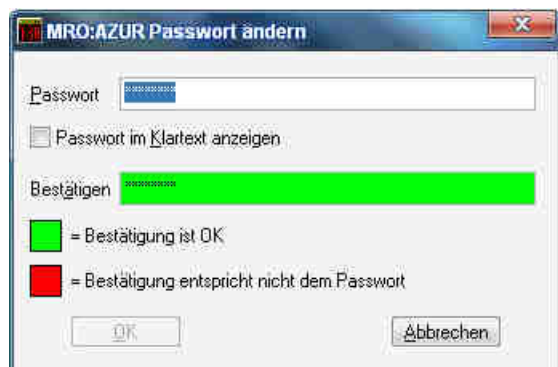 MRO:AZUR Passwort ändern
Passwort ********
Passwort im Klartext anzeigen
Bestätigen ********
= Bestätigung ist OK
= Bestätigung entspricht nicht dem Passwort
OK Abbrechen